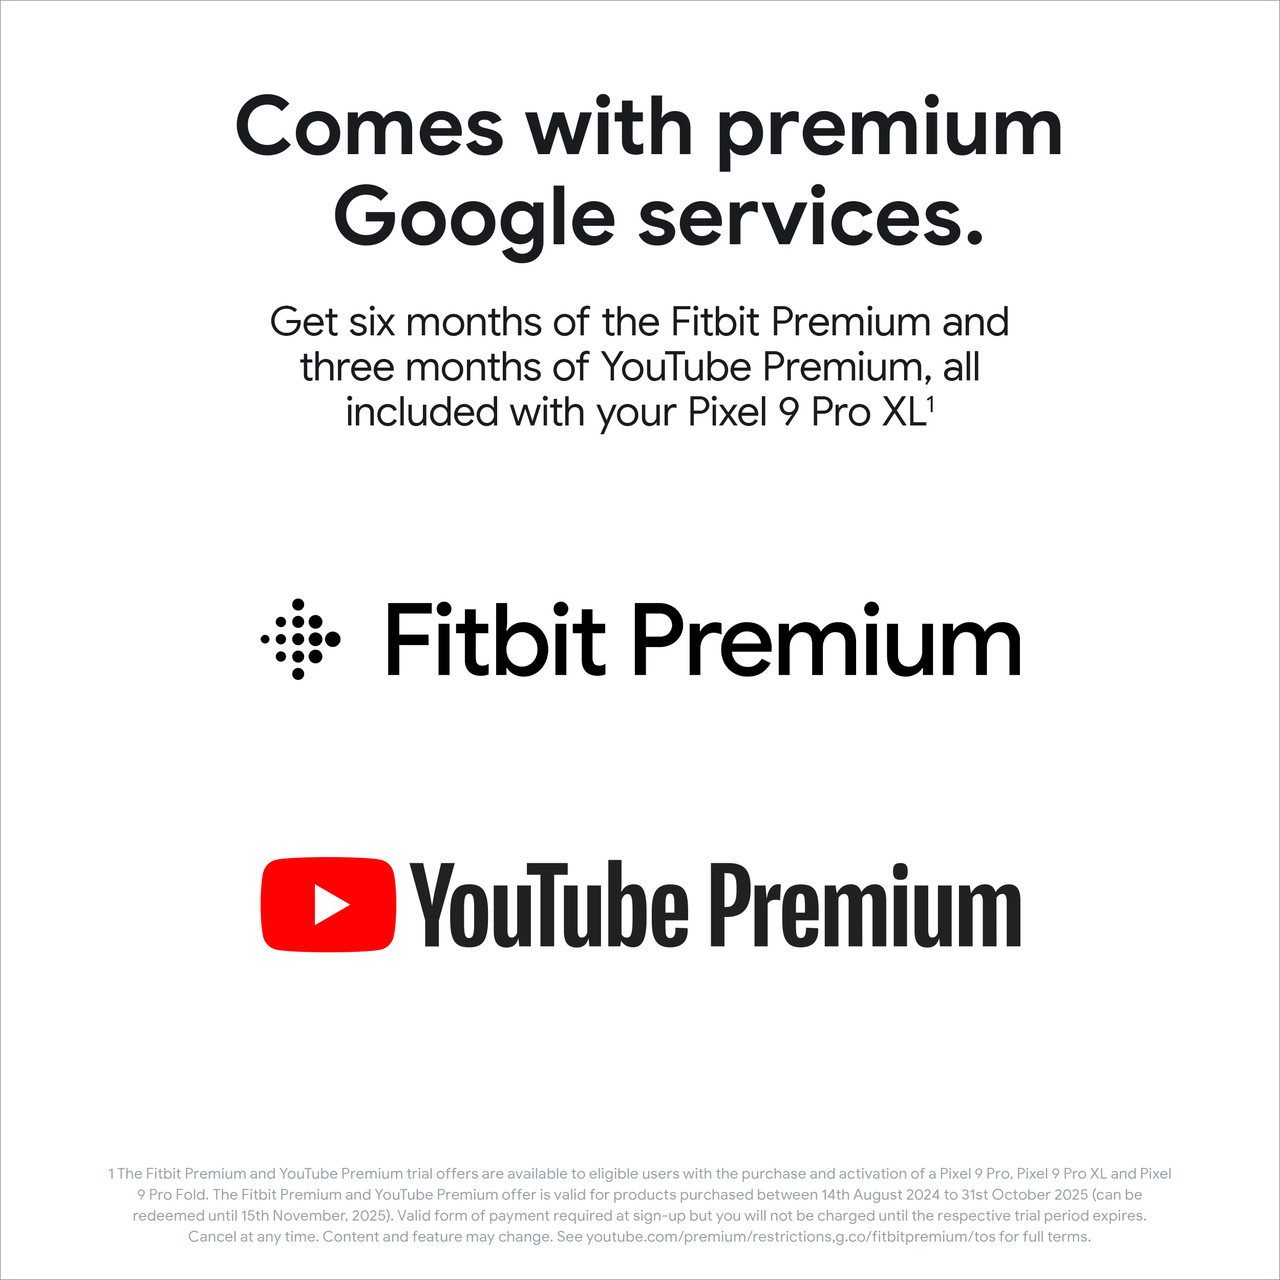 Comes with premium
Google services.
Get six months of the Fitbit Premium and
three months of YouTube Premium, all
included with your Pixel 9 Pro XL¹
Fitbit Premium
YouTube Premium
1 The Fitbit Premium and YouTube Premium trial offers are available to eligible users with the purchase and activation of a Pixel 9 Pro, Pixel 9 Pro XL and Pixel
9 Pro Fold. The Fitbit Premium and YouTube Premium offer is valid for products purchased between 14th August 2024 to 31st October 2025 (can be
redeemed until 15th November, 2025). Valid form of payment required at sign-up but you will not be charged until the respective trial period expires.
Cancel at any time. Content and feature may change. See youtube.com/premium/restrictions,g.co/fitbitpremium/tos for full terms.